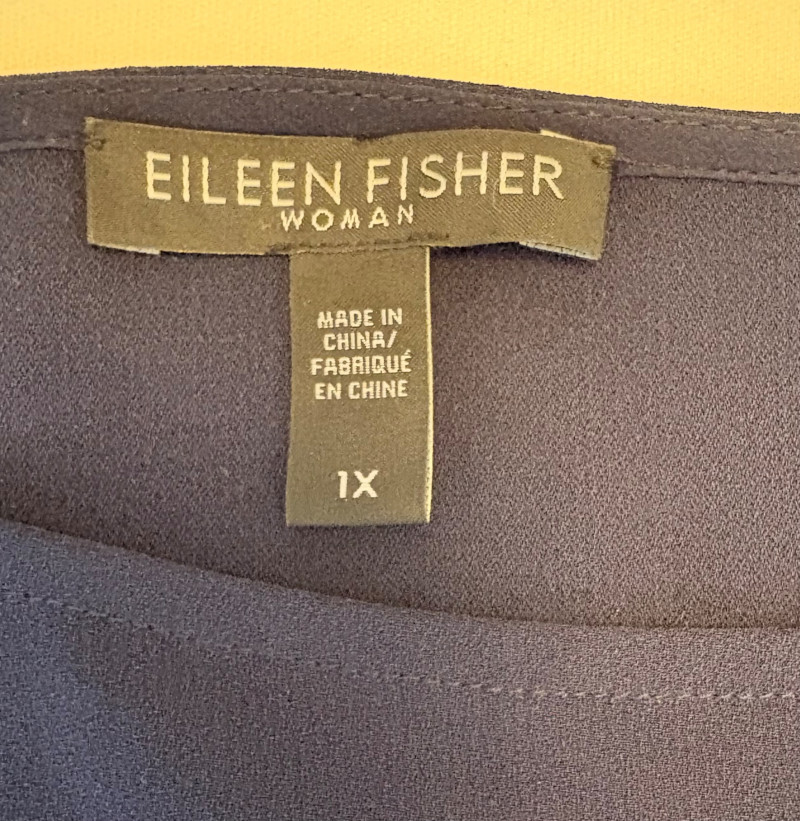 EILEEN FISHER
WOMAN
MADE IN
CHINA/
FABRIQUÉ
EN CHINE
1X